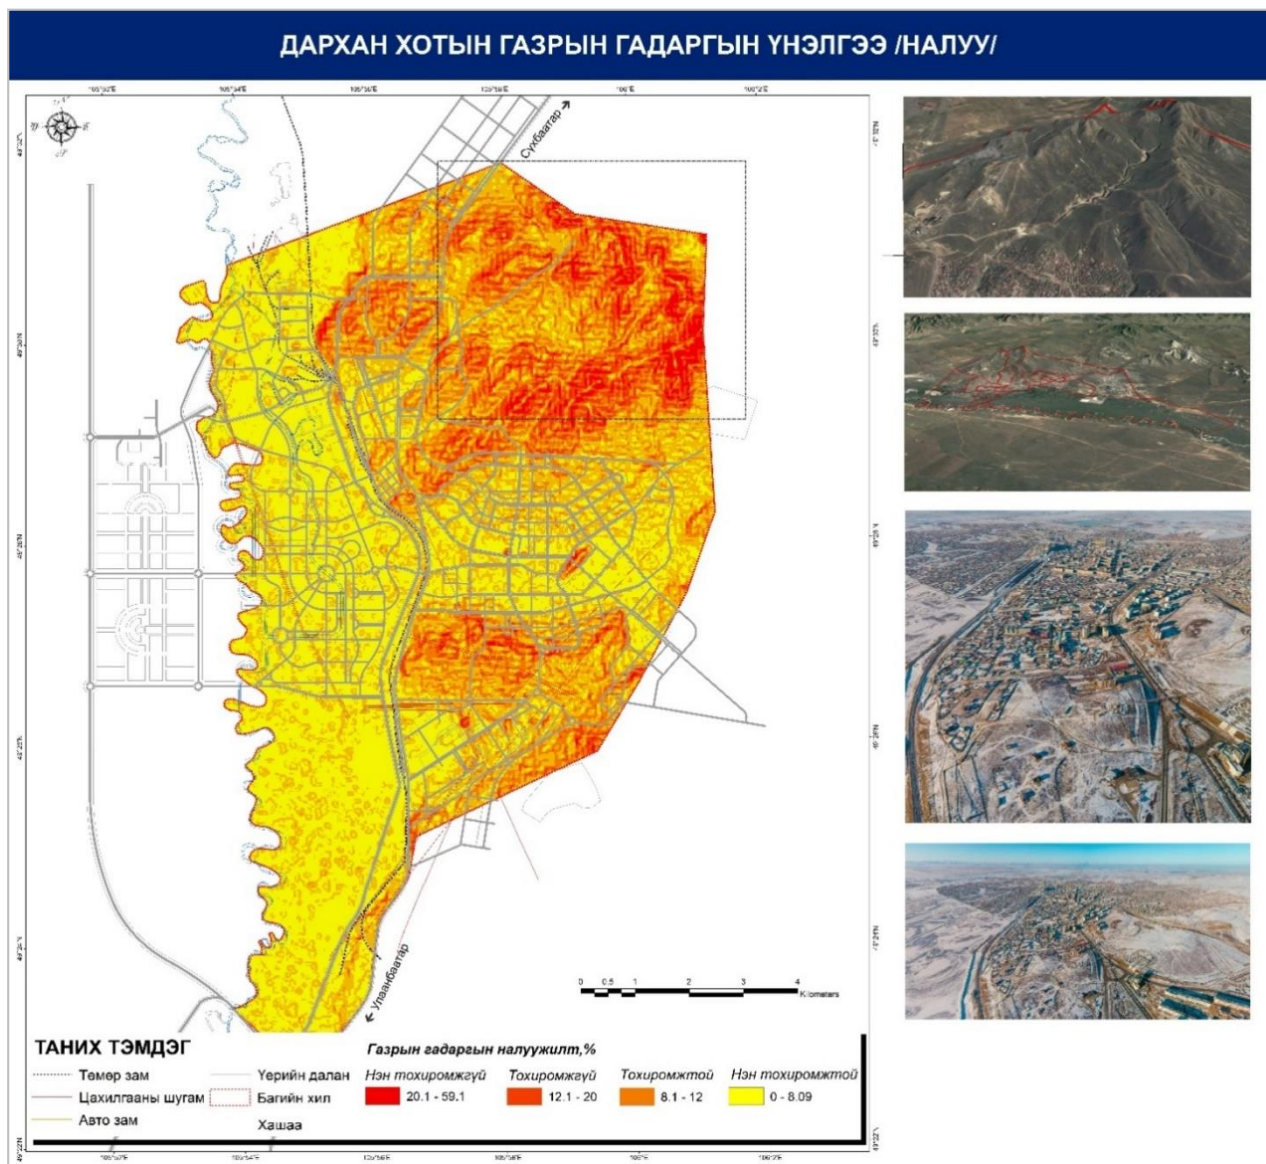 ДАРХАН ХОТЫН ГАЗРЫН ГАДАРГЫН ҮНЭЛГЭЭ /НАЛУУ/
Сүхбаатар
Улаанбаатар
0 0.5 1 2 3 4
Kilometers
ТАНИХ ТЭМДЭГ
Төмөр зам
Цахилгааны шугам
Авто зам
Үерийн далан
Багийн хил
Хашаа
Газрын гадаргын налуужилт,%
Нэн тохиромжгүй Тохиромжгүй Тохиромжтой Нэн тохиромжтой
20.1 - 59.1 12.1 - 20 8.1 - 12 0 - 8.09